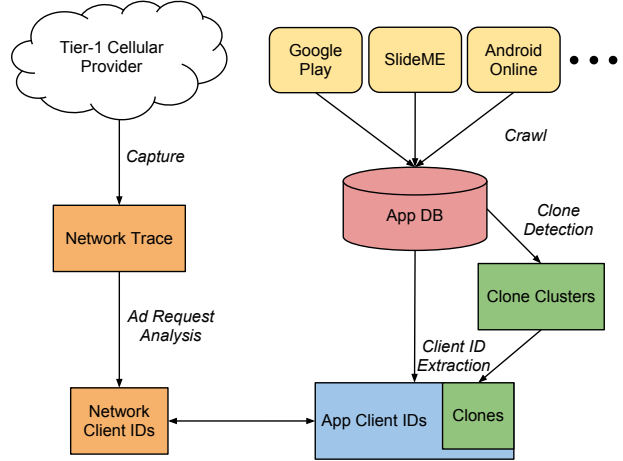 Tier-1 Cellular
Provider
Google
Play
SlideME
Android
Online
Capture
Crawl
App DB
Network Trace
Clone
Detection
Clone Clusters
Ad Request
Analysis
Client ID
Extraction
Network
Client IDs
App Client IDs
Clones